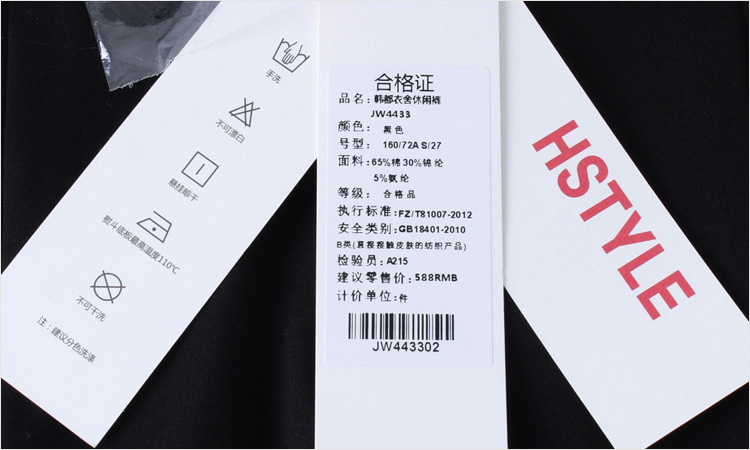 手洗
不可漂白
悬挂晾干
熨斗底板最高温度110℃
不可干洗
注：建议分色洗涤
合格证
品名：韩都衣舍休闲裤
JW4433
颜色：黑色
号型：160/72A S/27
面料：65%棉30%锦纶
5%氨纶
等级：合格品
执行标准：FZ/T81007-2012
安全类别：GB18401-2010
B类(直接接触皮肤的纺织产品)
检验员：A215
建议零售价：588RMB
计价单位：件
JW443302
HSTYLE